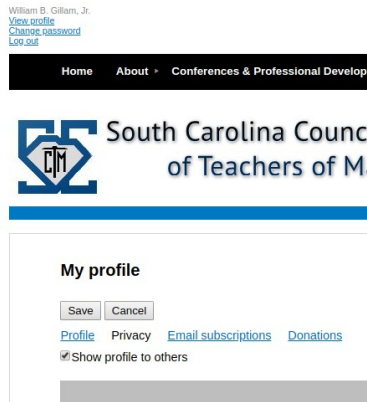 William B. Gillam, Jr.
View profile
Change password
Log out
Home About Conferences & Professional Develop
South Carolina Counc
of Teachers of Ma
CTM
My profile
Save Cancel
Profile Privacy Email subscriptions Donations
Show profile to others